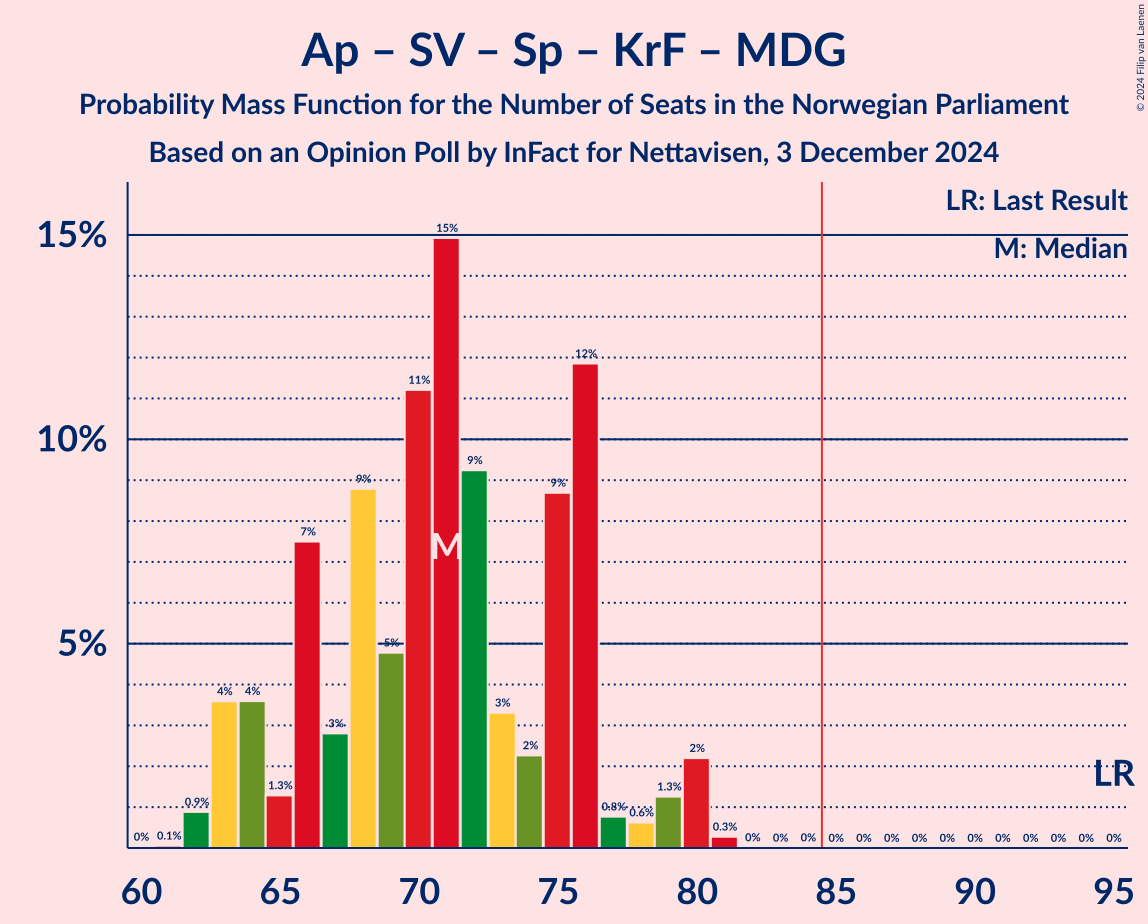 Ap – SV – Sp – KrF – MDG
Probability Mass Function for the Number of Seats in the Norwegian Parliament
Based on an Opinion Poll by InFact for Nettavisen, 3 December 2024
© 2024 Filip van Laenen
LR: Last Result
M: Median
15%
10%
5%
0% 0.1% 0.9% 4% 4% 1.3% 7% 3% 9% 5% 11% 15% 9% 3% 2% 9% 12% 0.8% 0.6% 1.3% 2% 0.3% 0% 0% 0% 0% 0% 0% 0% 0% 0% 0% 0% 0% 0% 0%
M
LR
60 65 70 75 80 85 90 95